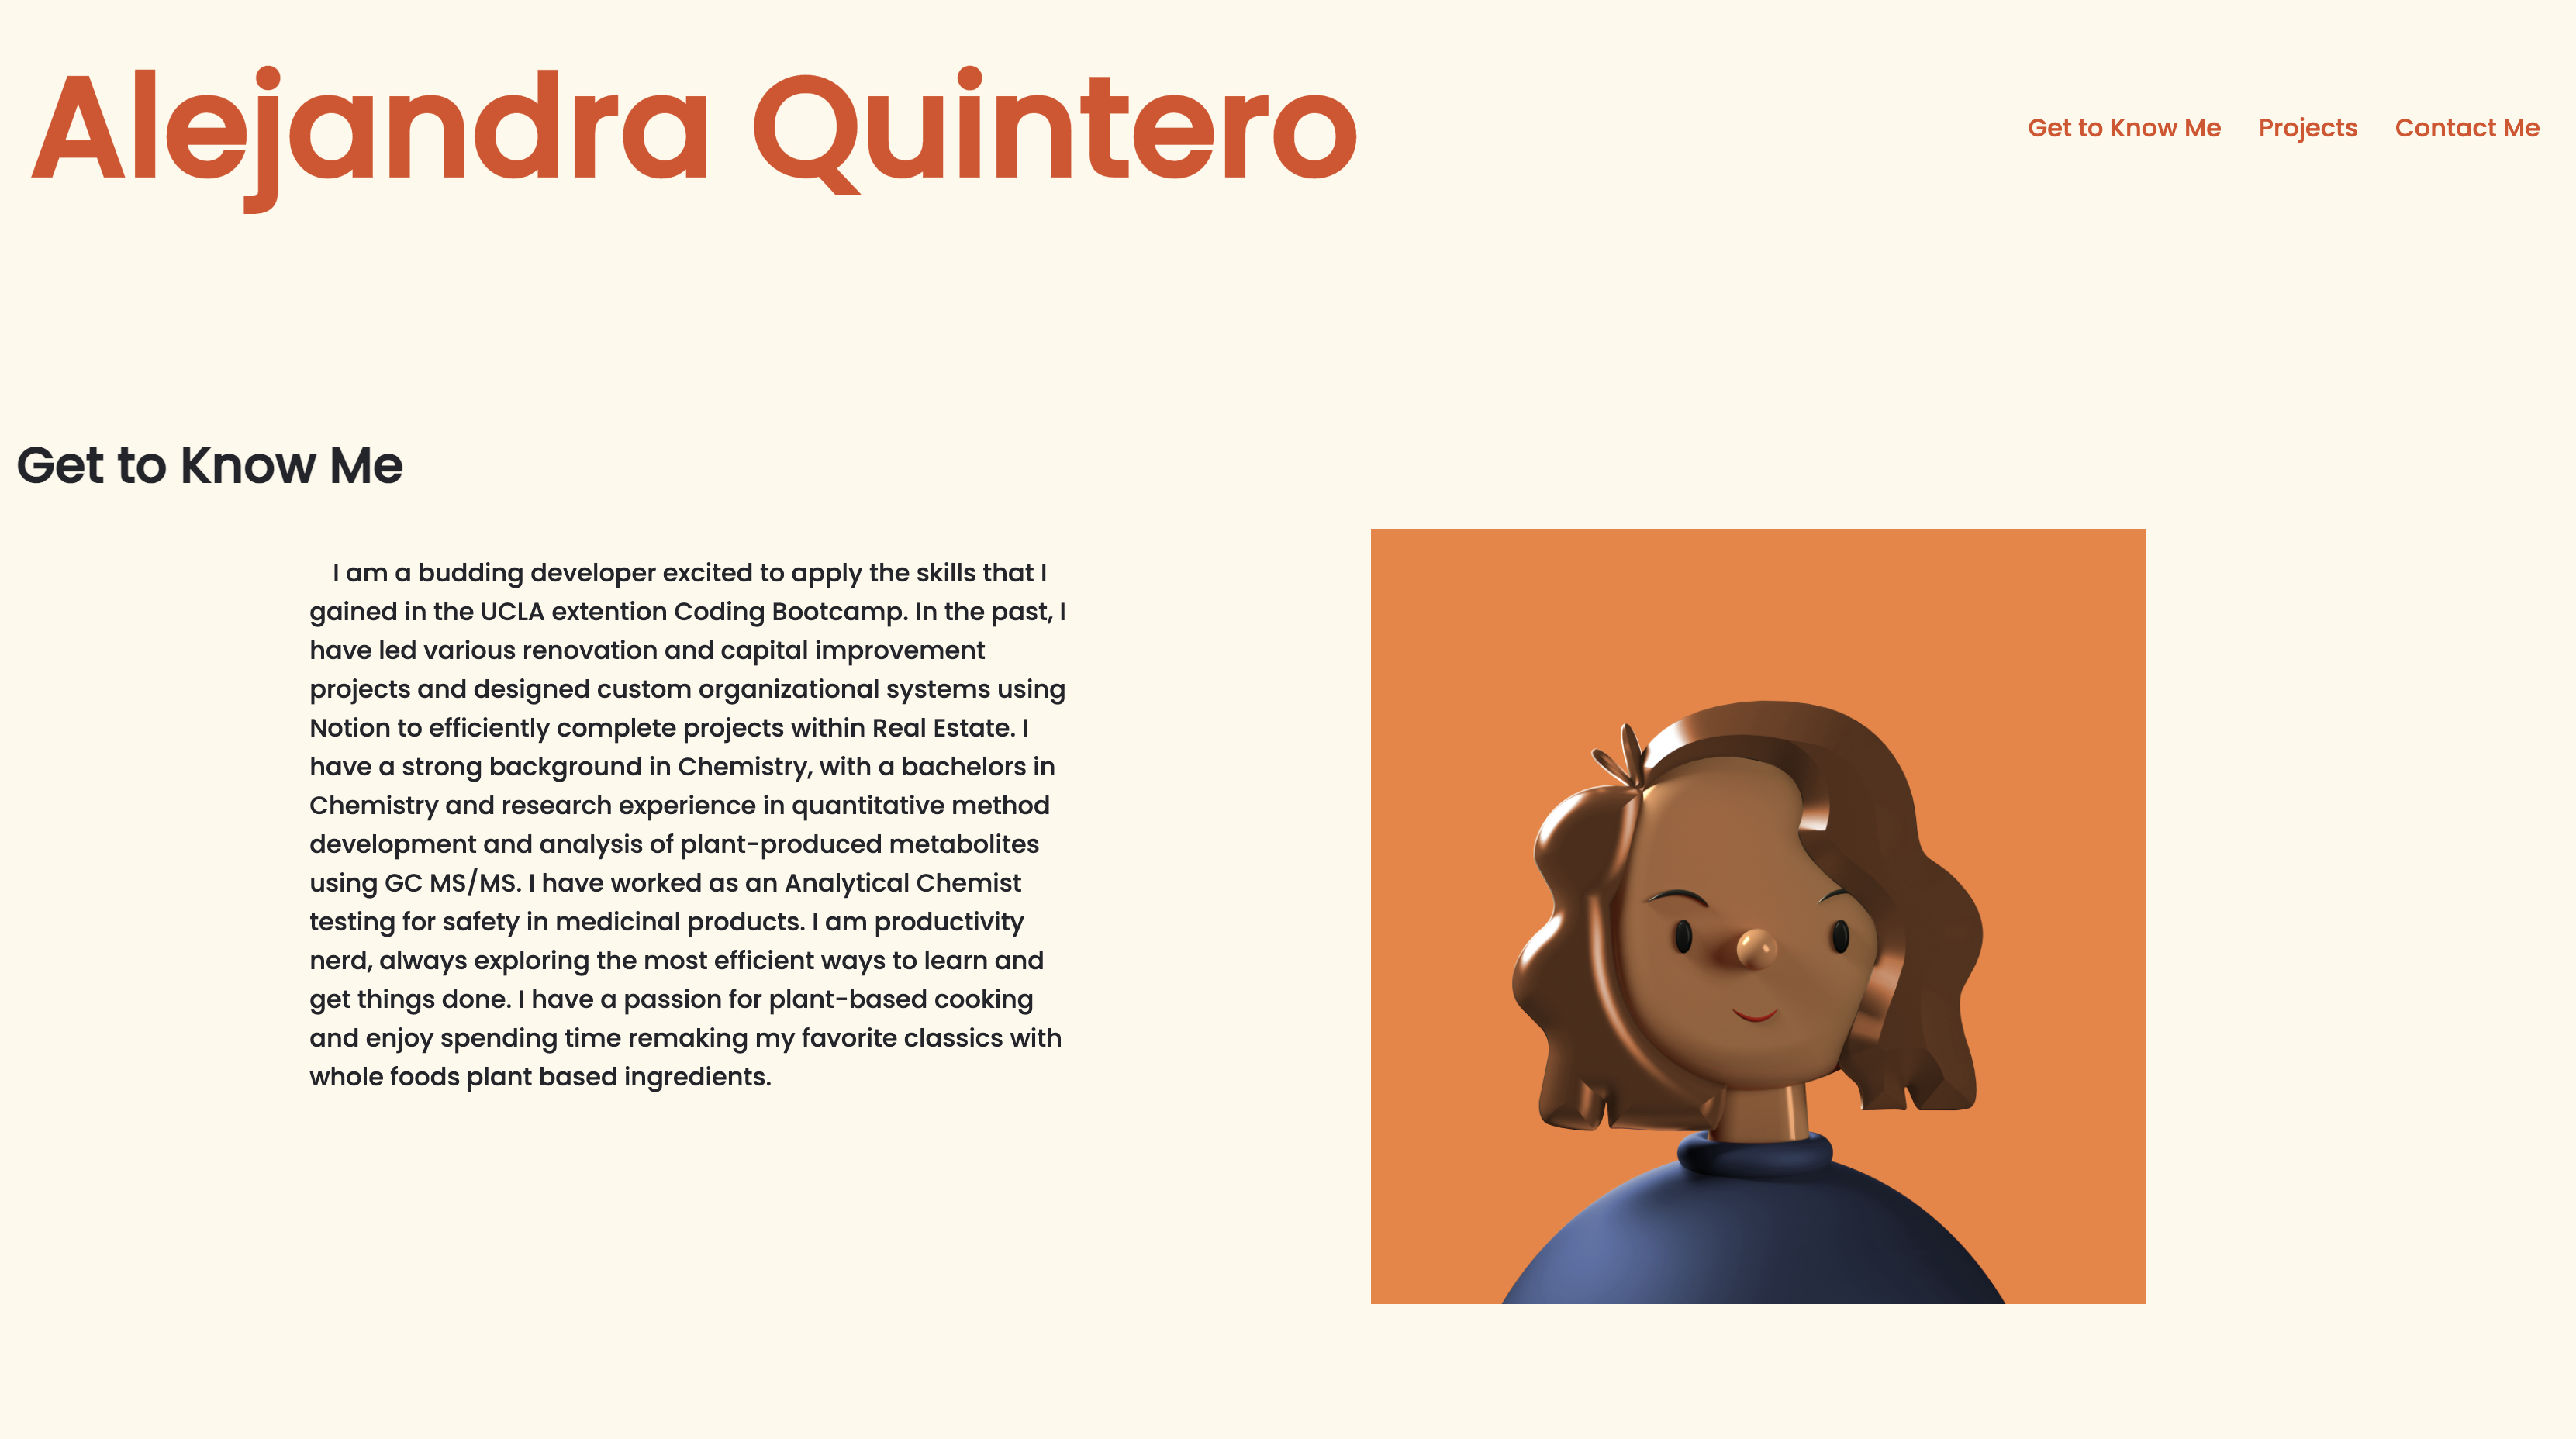 Alejandra Quintero
Get to Know Me
Projects
Contact Me
Get to Know Me
I am a budding developer excited to apply the skills that I
gained in the UCLA extention Coding Bootcamp. In the past, I
have led various renovation and capital improvement
projects and designed custom organizational systems using
Notion to efficiently complete projects within Real Estate. I
have a strong background in Chemistry, with a bachelors in
Chemistry and research experience in quantitative method
development and analysis of plant-produced metabolites
using GC MS/MS. I have worked as an Analytical Chemist
testing for safety in medicinal products. I am productivity
nerd, always exploring the most efficient ways to learn and
get things done. I have a passion for plant-based cooking
and enjoy spending time remaking my favorite classics with
whole foods plant based ingredients.